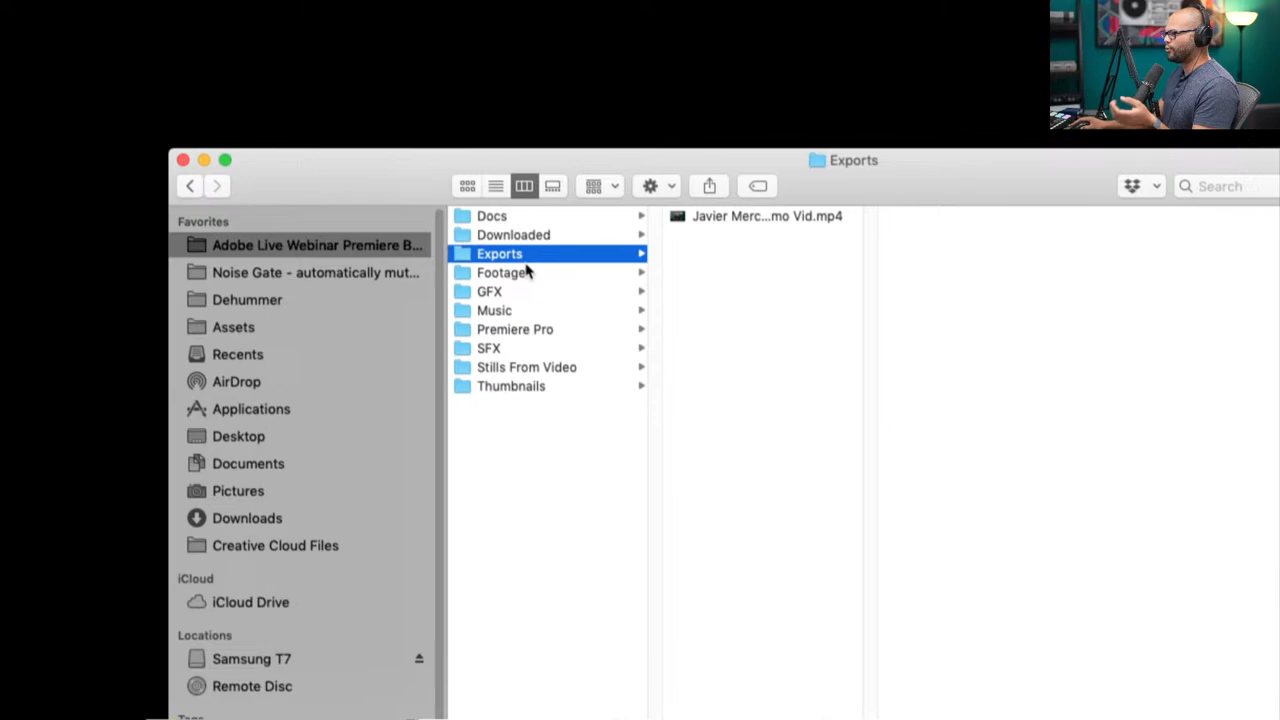 Exports
Search
Favorites
Adobe Live Webinar Premiere B...
Noise Gate - automatically mut...
Dehummer
Assets
Recents
AirDrop
Applications
Desktop
Documents
Pictures
Downloads
Creative Cloud Files
iCloud
iCloud Drive
Locations
Samsung T7
Remote Disc
Docs
Downloaded
Exports
Footage
GFX
Music
Premiere Pro
SFX
Stills From Video
Thumbnails
Javier Merc...mo Vid.mp4